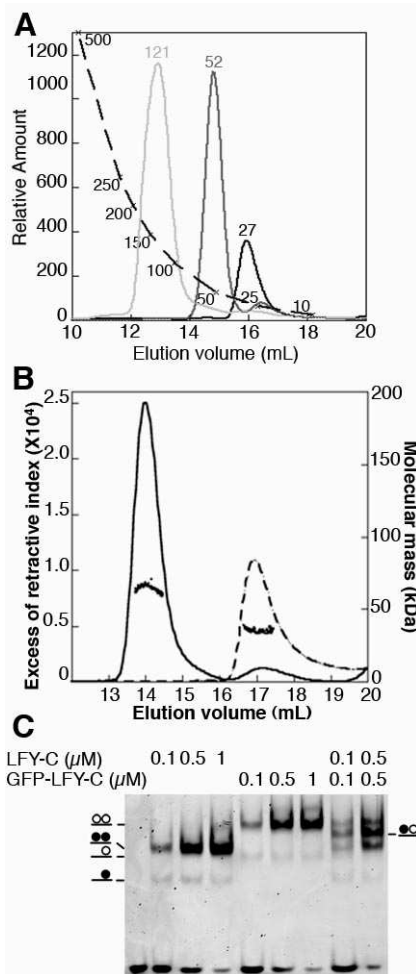 A
Relative Amount
1200
1000
800
600
400
200
0
500
250
200
150
100
50
25
10
121
52
27
10 12 14 16 18 20
Elution volume (mL)
B
Excess of retractive index (X10⁴)
2.5
2.0
1.5
1.0
0.5
0
200
150
100
50
0
Molecular mass (kDa)
13 14 15 16 17 18 19 20
Elution volume (mL)
C
LFY-C (µM) 0.1 0.5 1 0.1 0.5
GFP-LFY-C (µM) 0.1 0.5 1 0.1 0.5